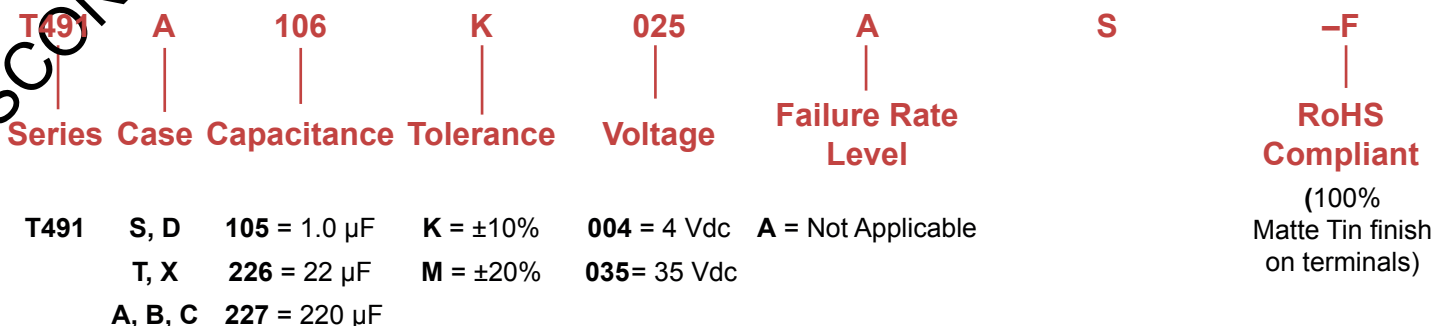 T491 A 106 K 025 A S –F
Series Case Capacitance Tolerance Voltage Failure Rate Level RoHS Compliant
(100% Matte Tin finish on terminals)
T491 S, D 105 = 1.0 µF K = ±10% 004 = 4 Vdc A = Not Applicable
T, X 226 = 22 µF M = ±20% 035= 35 Vdc
A, B, C 227 = 220 µF
SCON